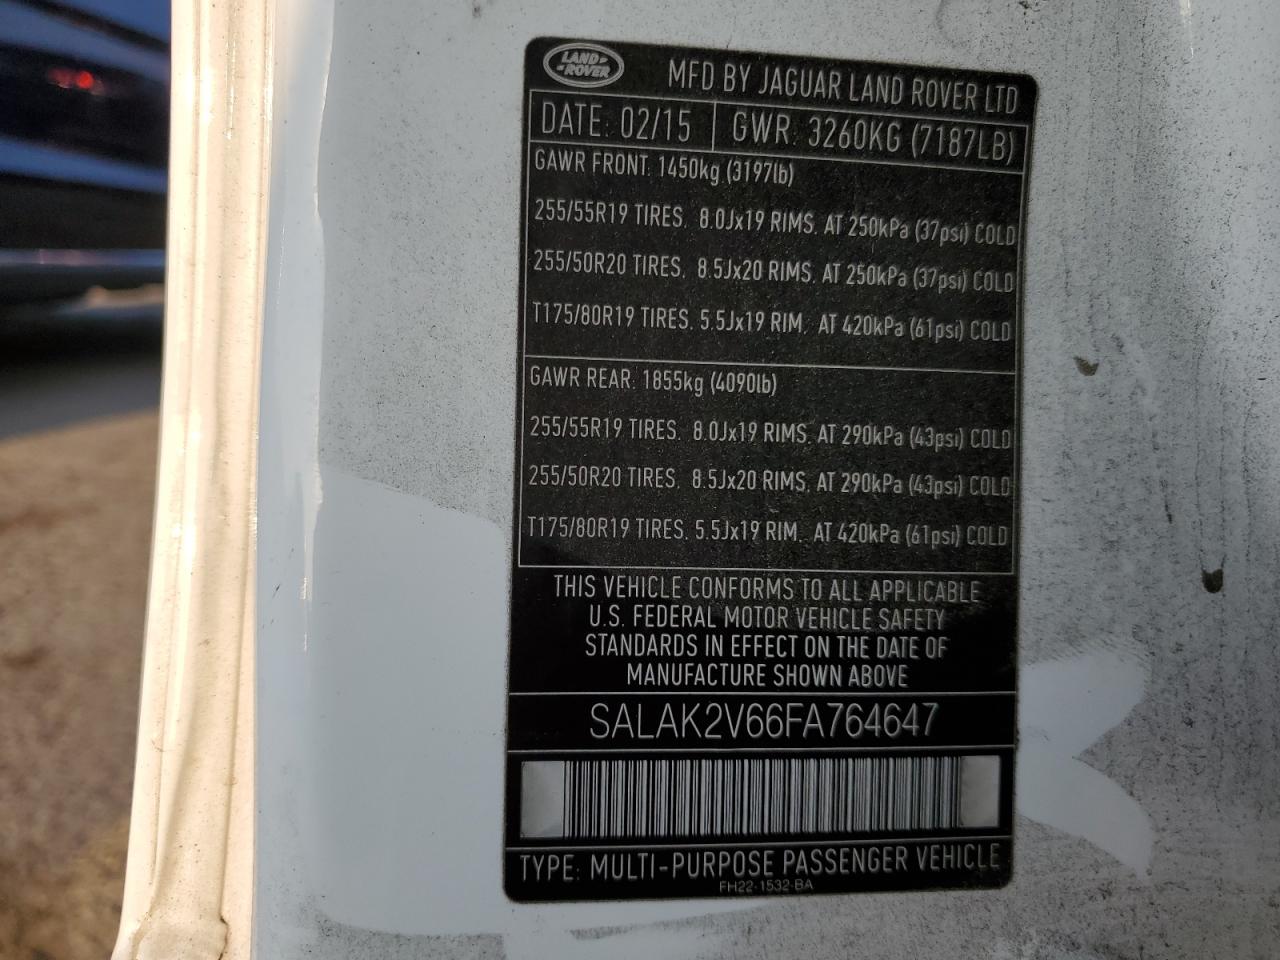 LAND ROVER
MFD BY JAGUAR LAND ROVER LTD
DATE: 02/15 GWR: 3260KG (7187LB)
GAWR FRONT: 1450kg (3197lb)
255/55R19 TIRES, 8.0Jx19 RIMS, AT 250kPa (37psi) COLD
255/50R20 TIRES, 8.5Jx20 RIMS, AT 250kPa (37psi) COLD
T175/80R19 TIRES, 5.5Jx19 RIM, AT 420kPa (61psi) COLD
GAWR REAR: 1855kg (4090lb)
255/55R19 TIRES, 8.0Jx19 RIMS, AT 290kPa (43psi) COLD
255/50R20 TIRES, 8.5Jx20 RIMS, AT 290kPa (43psi) COLD
T175/80R19 TIRES, 5.5Jx19 RIM, AT 420kPa (61psi) COLD
THIS VEHICLE CONFORMS TO ALL APPLICABLE
U.S. FEDERAL MOTOR VEHICLE SAFETY
STANDARDS IN EFFECT ON THE DATE OF
MANUFACTURE SHOWN ABOVE
SALAK2V66FA764647
TYPE: MULTI-PURPOSE PASSENGER VEHICLE
FH22-1532-BA